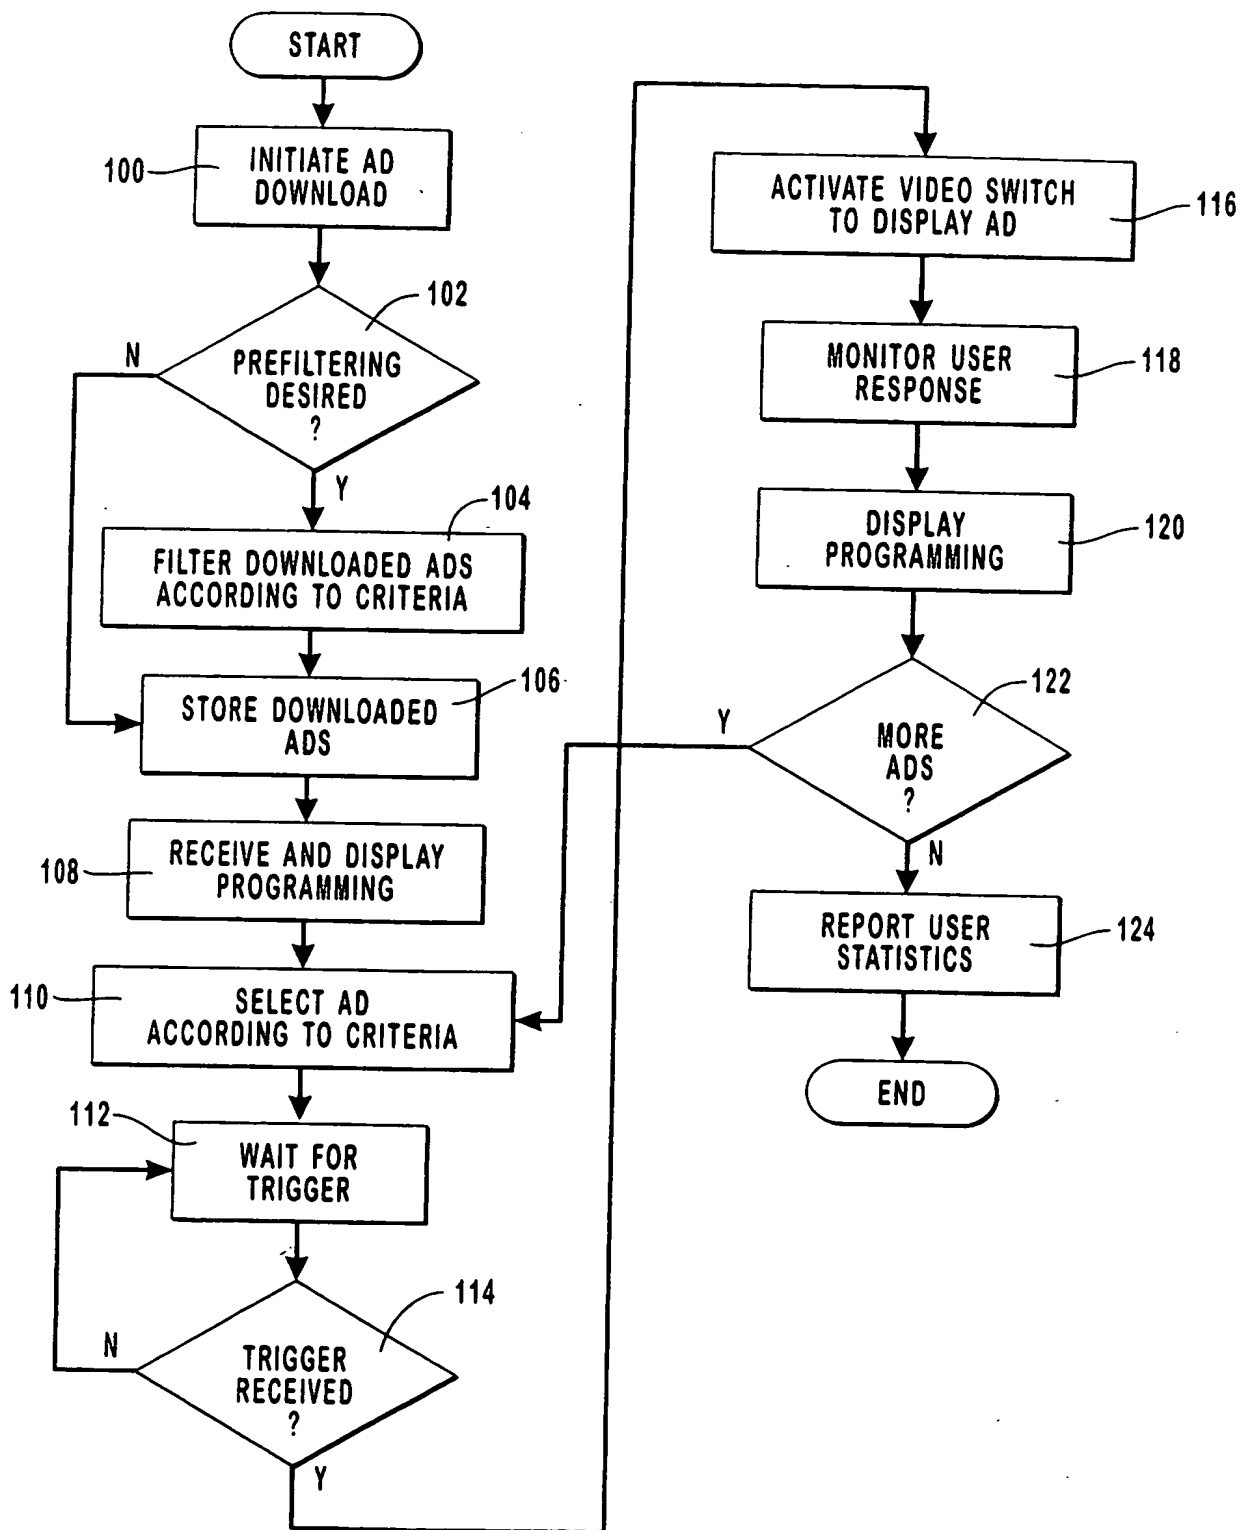 START
100
INITIATE AD
DOWNLOAD
102
N
PREFILTERING
DESIRED
?
Y
104
FILTER DOWNLOADED ADS
ACCORDING TO CRITERIA
106
STORE DOWNLOADED
ADS
108
RECEIVE AND DISPLAY
PROGRAMMING
110
SELECT AD
ACCORDING TO CRITERIA
112
WAIT FOR
TRIGGER
114
N
TRIGGER
RECEIVED
?
Y
ACTIVATE VIDEO SWITCH
TO DISPLAY AD
116
MONITOR USER
RESPONSE
118
DISPLAY
PROGRAMMING
120
122
Y
MORE
ADS
?
N
REPORT USER
STATISTICS
124
END